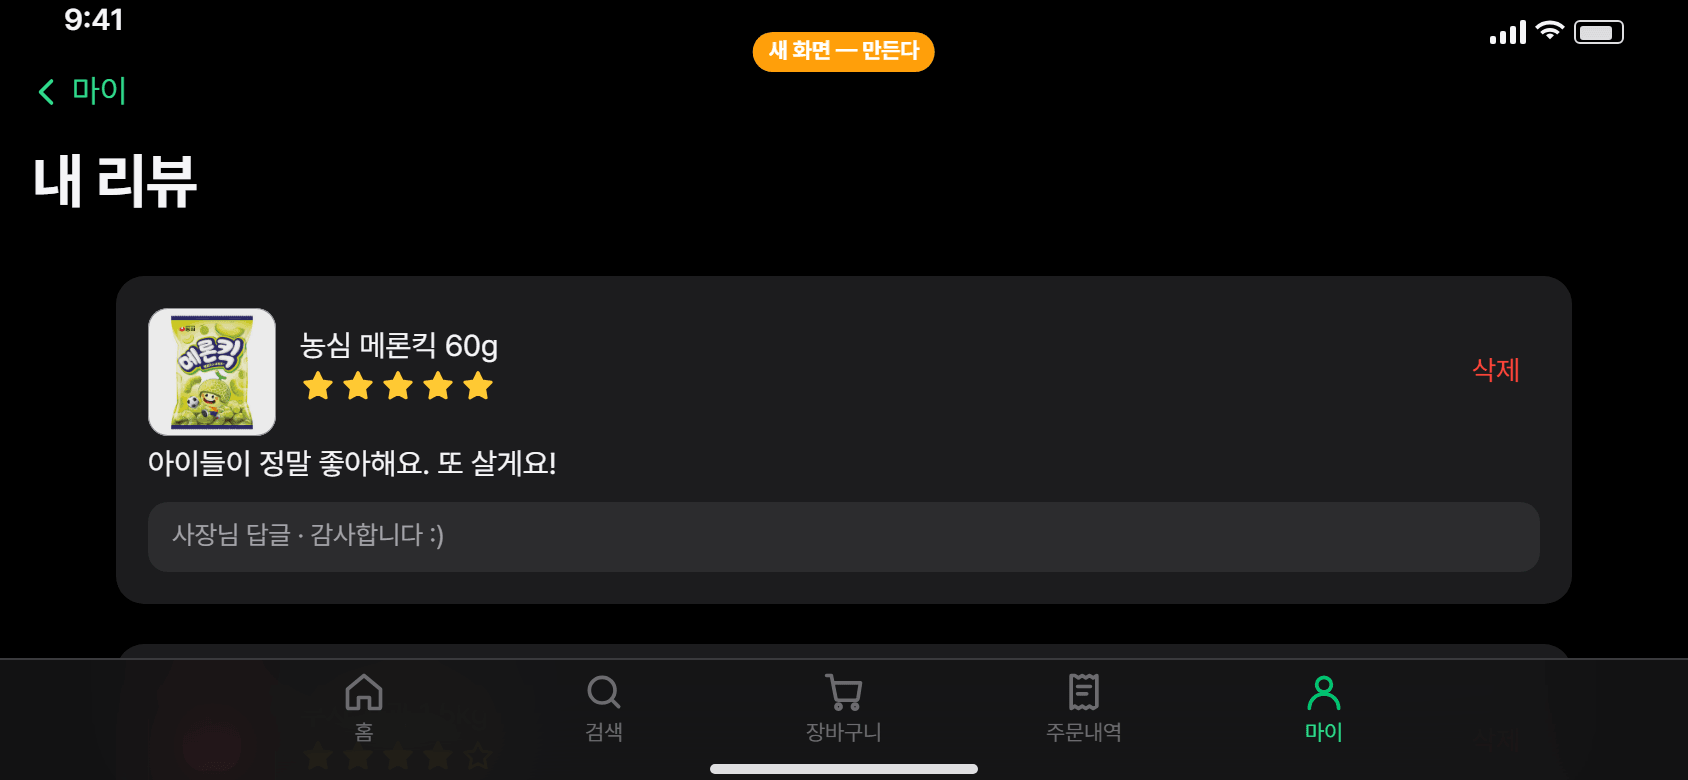 9:41
새 화면 — 만든다
마이
내 리뷰
메론킥
농심 메론킥 60g
삭제
아이들이 정말 좋아해요. 또 살게요!
사장님 답글 · 감사합니다 :)
홈
검색
장바구니
주문내역
마이